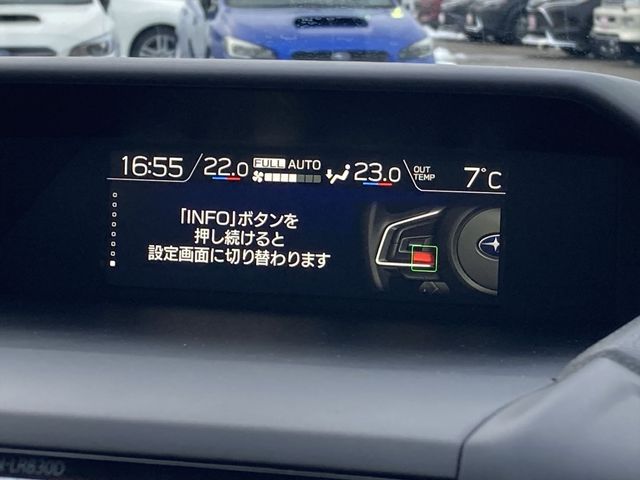 16:55 22.0 FULL AUTO 23.0 OUT TEMP 7℃
「INFO」ボタンを
押し続けると
設定画面に切り替わります
-LR830D